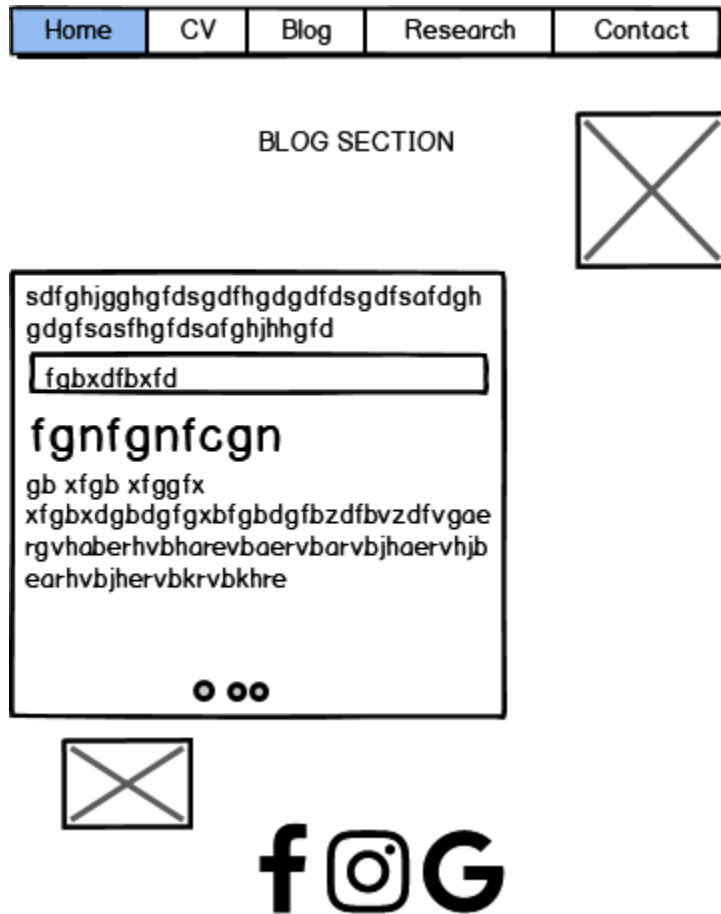 Home CV Blog Research Contact
BLOG SECTION
sdfghjgghgfdsgdfhgdgdfdsgdfsafdgh
gdgfsasfhgfdsafghjhhgfd
fgbxdfbxfd
fgnfgnfcgn
gb xfgb xfggfx
xfgbxdgbdgfgxbfgbdgfbzdfbvzdfvgae
rgvhaberhvbharevbaervbarvbjhaervhjb
earhvbjhervbkrvbkhre